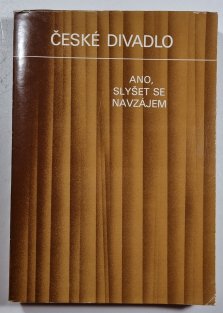 ČESKÉ DIVADLO
ANO,
SLYŠET SE
NAVZÁJEM